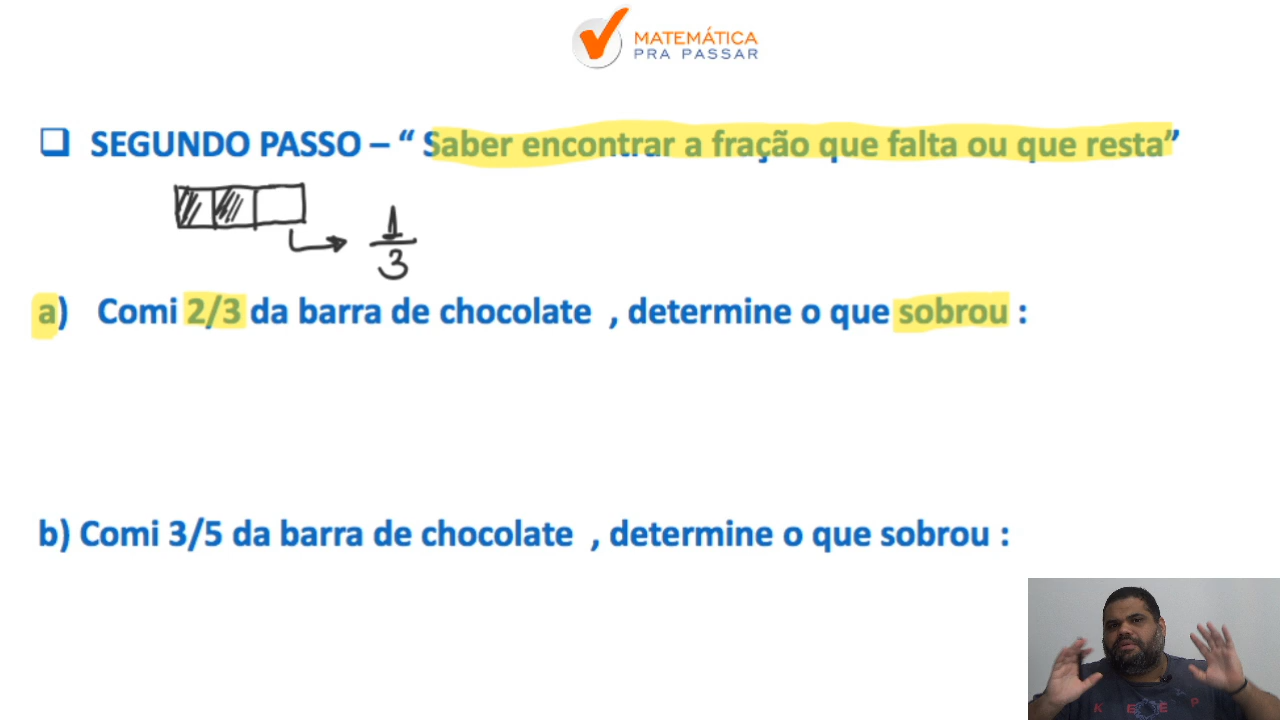 MATEMÁTICA
PRA PASSAR
❑ SEGUNDO PASSO – “ Saber encontrar a fração que falta ou que resta”
1
3
a) Comi 2/3 da barra de chocolate , determine o que sobrou :
b) Comi 3/5 da barra de chocolate , determine o que sobrou :
K E E P